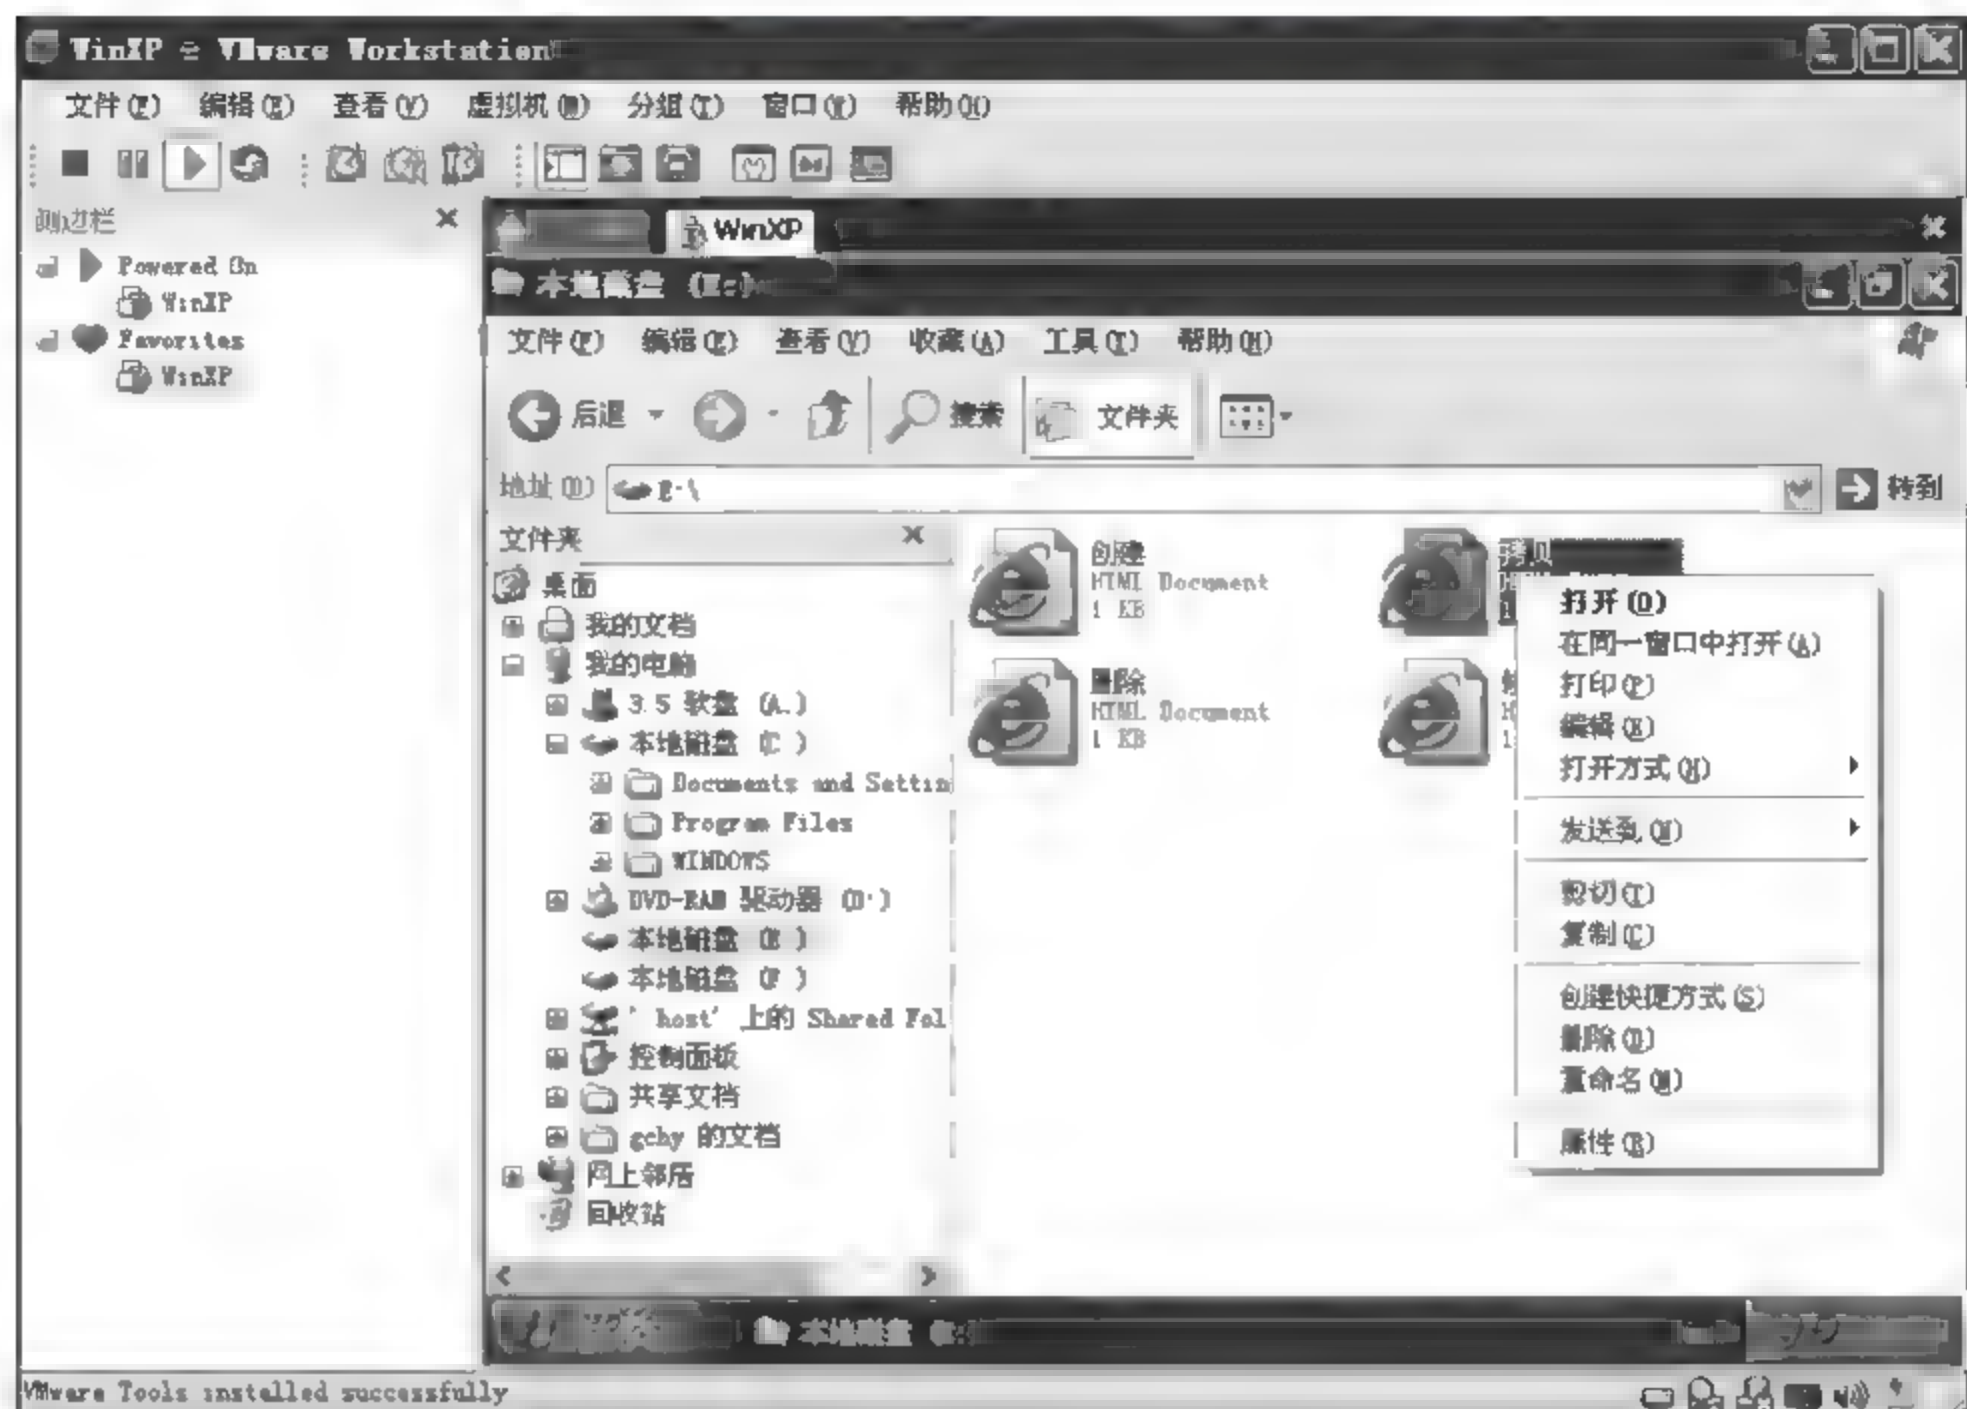 WinXP - VMware Workstation
文件(F) 编辑(E) 查看(V) 虚拟机(M) 分组(T) 窗口(W) 帮助(H)
侧边栏
Powered On
WinXP
Favorites
WinXP
WinXP
本地磁盘 (E:)
文件(F) 编辑(E) 查看(V) 收藏(A) 工具(T) 帮助(H)
后退 搜索 文件夹
地址(D) E:\ 转到
文件夹
桌面
我的文档
我的电脑
3.5 软盘 (A:)
本地磁盘 (C:)
Documents and Settin
Program Files
WINDOWS
DVD-RAM 驱动器 (D:)
本地磁盘 (E:)
本地磁盘 (F:)
'.host' 上的 Shared Fol
控制面板
共享文档
gchy 的文档
网上邻居
回收站
创建
HTML Document
1 KB
拷贝
删除
HTML Document
1 KB
打开(O)
在同一窗口中打开(A)
打印(P)
编辑(E)
打开方式(H)
发送到(N)
剪切(T)
复制(C)
创建快捷方式(S)
删除(D)
重命名(M)
属性(R)
本地磁盘 (E:)
VMware Tools installed successfully